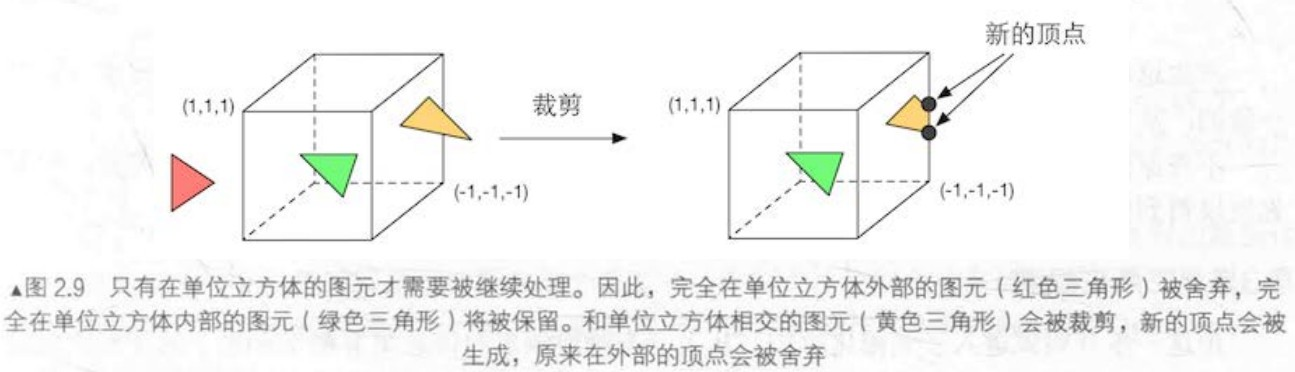 新的顶点
(1,1,1)
裁剪
(1,1,1)
(-1,-1,-1)
(-1,-1,-1)
▲图 2.9 只有在单位立方体的图元才需要被继续处理。因此，完全在单位立方体外部的图元（红色三角形）被舍弃，完
全在单位立方体内部的图元（绿色三角形）将被保留。和单位立方体相交的图元（黄色三角形）会被裁剪，新的顶点会被
生成，原来在外部的顶点会被舍弃